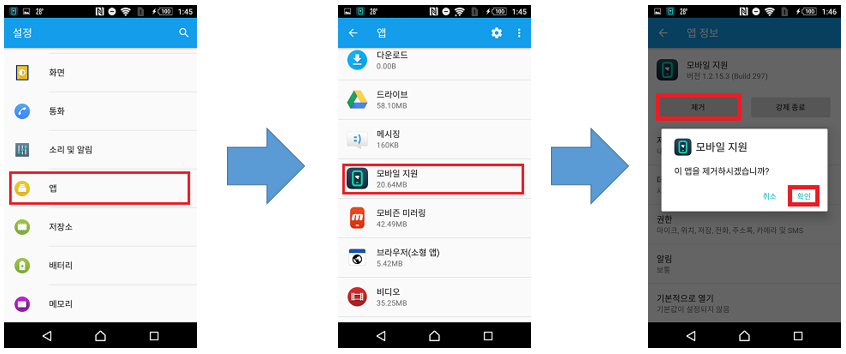 28°
100
1:45
설정
화면
통화
소리 및 알림
앱
저장소
배터리
메모리
28°
100
1:45
앱
다운로드
0.00B
드라이브
58.10MB
메시징
160KB
모바일 지원
20.64MB
모비즌 미러링
42.49MB
브라우저(소형 앱)
5.42MB
비디오
35.25MB
28°
100
1:46
앱 정보
모바일 지원
버전 1.2.15.3 (Build 297)
제거
강제 종료
모바일 지원
이 앱을 제거하시겠습니까?
취소
확인
권한
마이크, 위치, 저장, 전화, 주소록, 카메라 및 SMS
알림
보통
기본적으로 열기
기본값이 설정되지 않음